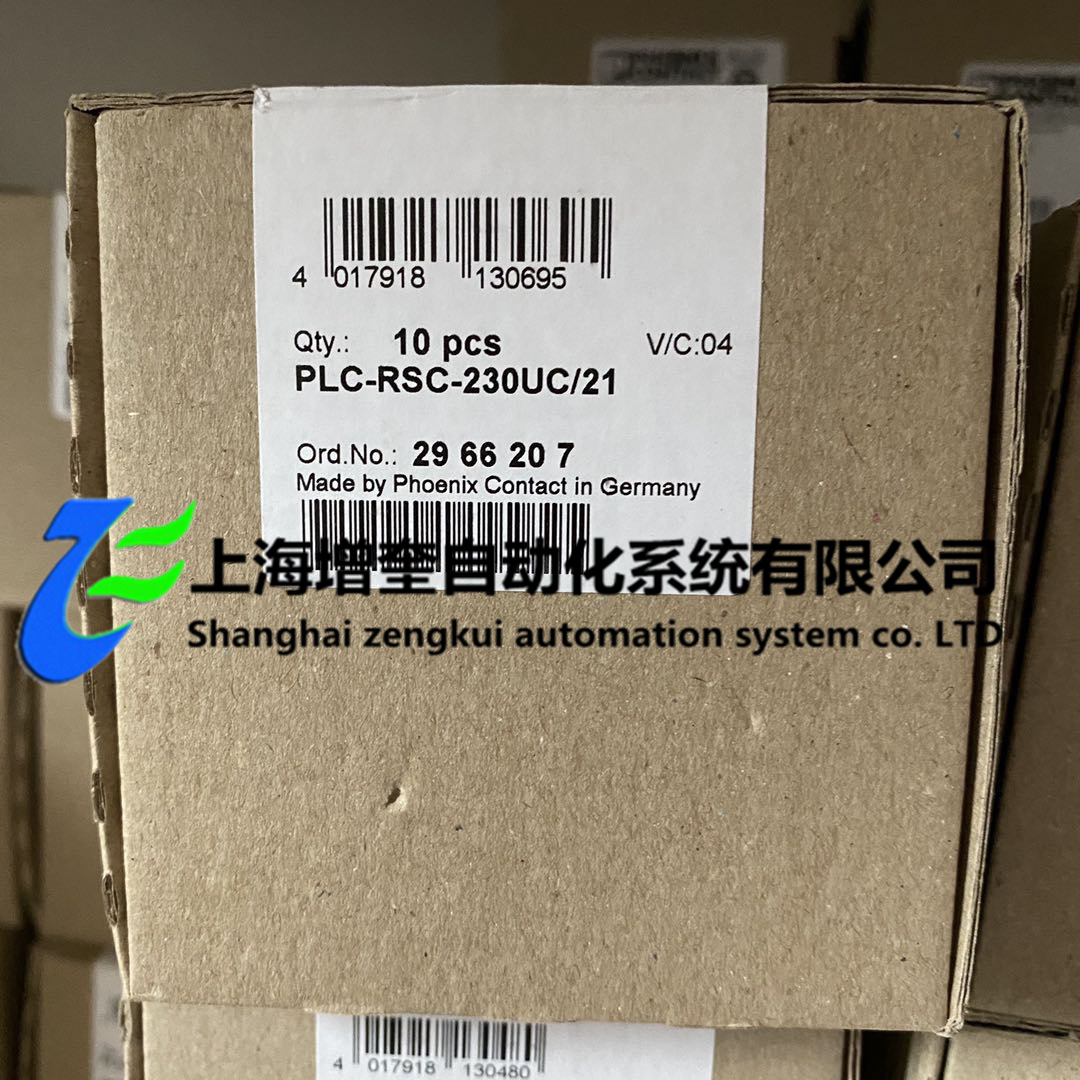 4 017918 130695
Qty.: 10 pcs V/C:04
PLC-RSC-230UC/21
Ord.No.: 29 66 20 7
Made by Phoenix Contact in Germany
上海增奎自动化系统有限公司
Shanghai zengkui automation system co. LTD
4 017918 130480